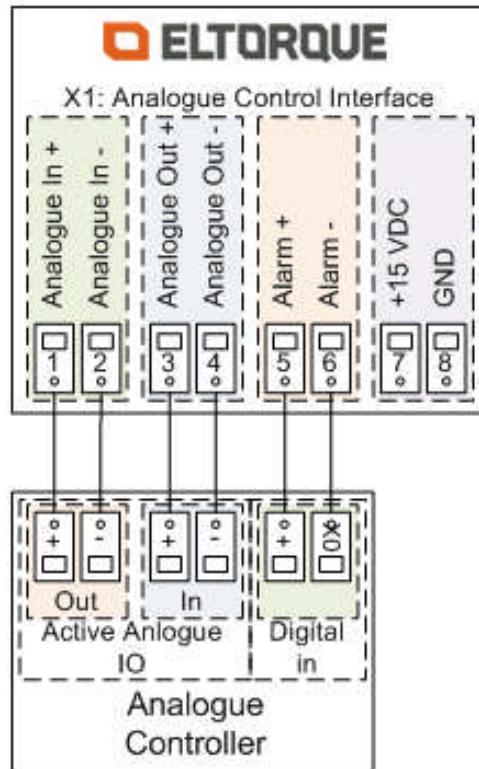 ELTORQUE
X1: Analogue Control Interface
Analogue In +
Analogue In -
Analogue Out +
Analogue Out -
Alarm +
Alarm -
+15 VDC
GND
1 2 3 4 5 6 7 8
+ - + - + X0
Out In
Active Anlogue Digital
IO in
Analogue
Controller